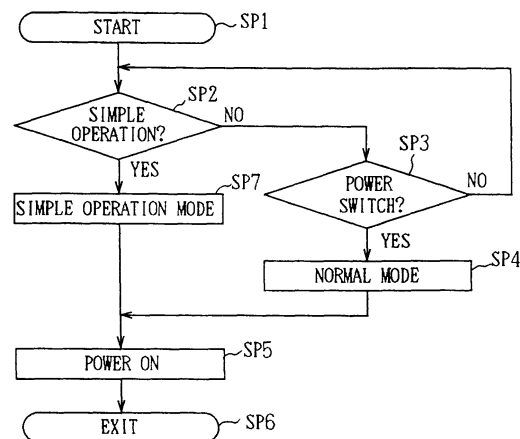 START
SP1
SIMPLE
OPERATION?
SP2
NO
YES
SP3
POWER
SWITCH?
NO
SIMPLE OPERATION MODE
SP7
YES
NORMAL MODE
SP4
POWER ON
SP5
EXIT
SP6